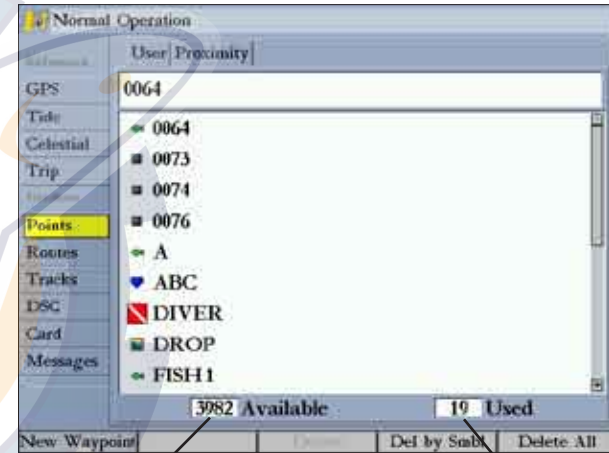 Normal Operation
User Proximity
GPS
0064
Tide
Celestial
Trip
Points
Routes
Tracks
DSC
Card
Messages
0064
0073
0074
0076
A
ABC
DIVER
DROP
FISH1
3982 Available
19 Used
New Waypoint
Del by Smbl
Delete All